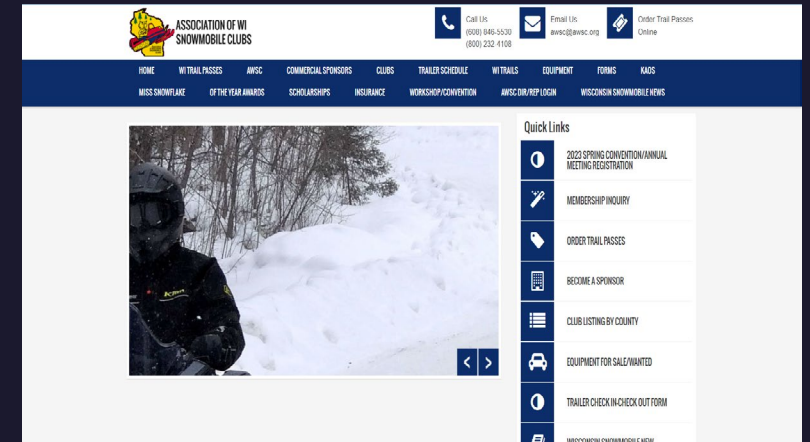 ASSOCIATION OF WI
SNOWMOBILE CLUBS
Call Us
(608) 846-5530
(800) 232-4108
Email Us
awsc@awsc.org
Order Trail Passes
Online
HOME WI TRAIL PASSES AWSC COMMERCIAL SPONSORS CLUBS TRAILER SCHEDULE WI TRAILS EQUIPMENT FORMS KAOS
MISS SNOWFLAKE OF THE YEAR AWARDS SCHOLARSHIPS INSURANCE WORKSHOP/CONVENTION AWSC DIR/REP LOGIN WISCONSIN SNOWMOBILE NEWS
Quick Links
2023 SPRING CONVENTION/ANNUAL
MEETING REGISTRATION
MEMBERSHIP INQUIRY
ORDER TRAIL PASSES
BECOME A SPONSOR
CLUB LISTING BY COUNTY
EQUIPMENT FOR SALE/WANTED
TRAILER CHECK IN-CHECK OUT FORM
WISCONSIN SNOWMOBILE NEW